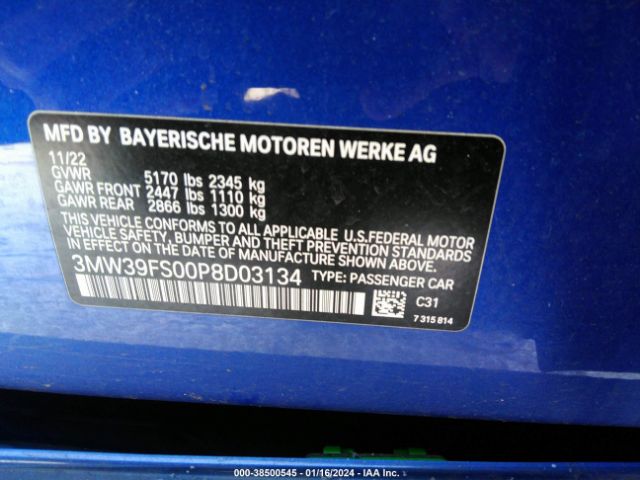 MFD BY BAYERISCHE MOTOREN WERKE AG
11/22
GVWR 5170 lbs 2345 kg
GAWR FRONT 2447 lbs 1110 kg
GAWR REAR 2866 lbs 1300 kg
THIS VEHICLE CONFORMS TO ALL APPLICABLE U.S.FEDERAL MOTOR
VEHICLE SAFETY, BUMPER, AND THEFT PREVENTION STANDARDS
IN EFFECT ON THE DATE OF MANUFACTURE SHOWN ABOVE.
3MW39FS00P8D03134 TYPE: PASSENGER CAR
C31
7 315 814
000-38500545 - 01/16/2024 - IAA Inc.